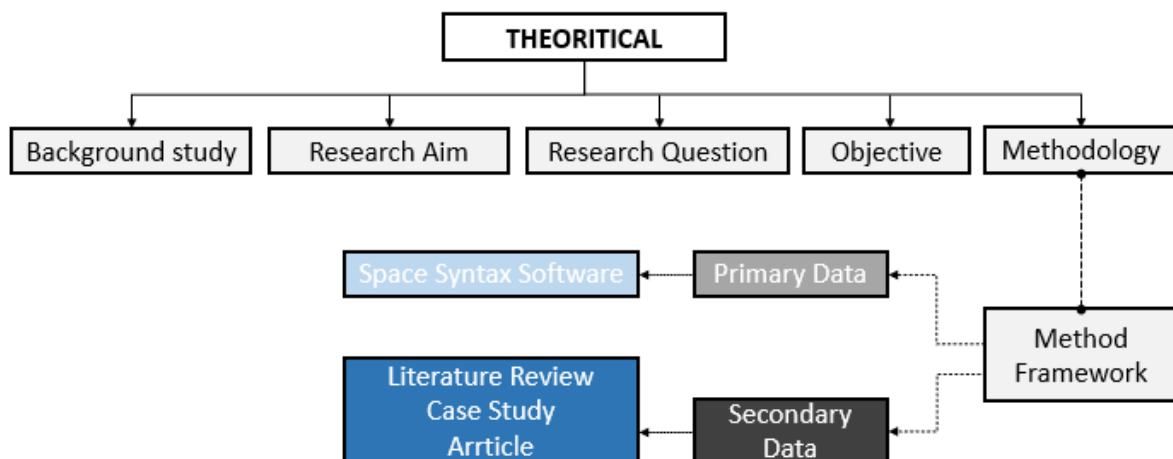 THEORITICAL
Background study
Research Aim
Research Question
Objective
Methodology
Space Syntax Software
Primary Data
Method
Framework
Literature Review
Case Study
Arrticle
Secondary
Data